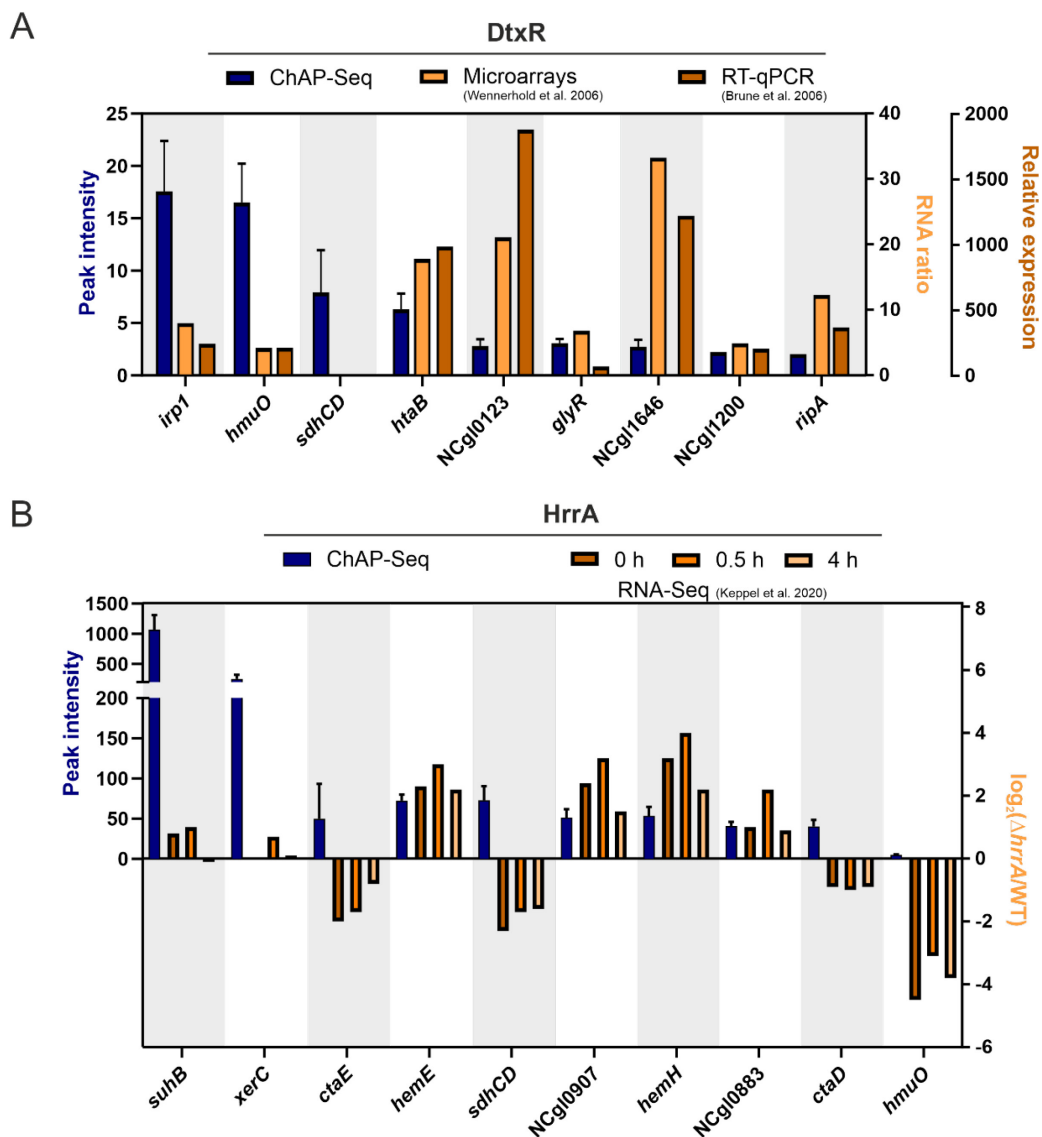 A
DtxR
ChAP-Seq Microarrays RT-qPCR
(Wennerhold et al. 2006) (Brune et al. 2006)
Peak intensity
25
20
15
10
5
0
40
30
20
10
0
RNA ratio
2000
1500
1000
500
0
Relative expression
irp1 hmuO sdhCD htaB NCgl0123 glyR NCgl1646 NCgl1200 ripA
B
HrrA
ChAP-Seq 0 h 0.5 h 4 h
RNA-Seq (Keppel et al. 2020)
Peak intensity
1500
1000
500
200
150
100
50
0
8
6
4
2
0
-2
-4
-6
log₂(ΔhrrA/WT)
suhB xerC ctaE hemE sdhCD NCgl0907 hemH NCgl0883 ctaD hmuO